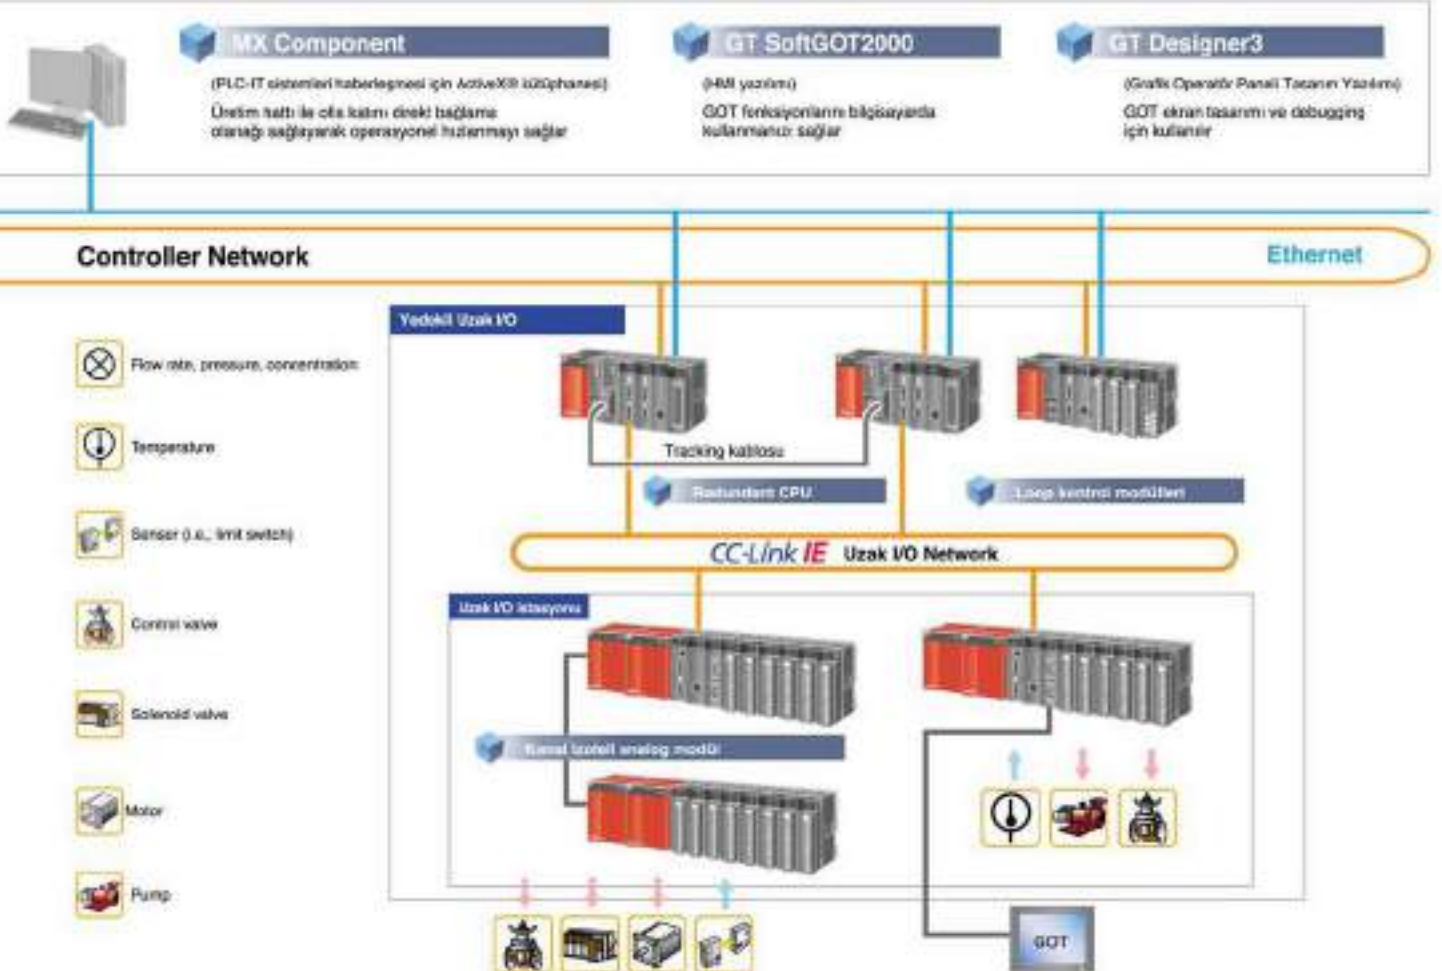 MX Component
(PLC-IT sistemleri haberleşmesi için ActiveX® kütüphanesi)
Üretim hattı ile ofis katını direkt bağlama
olanağı sağlayarak operasyonel hızlanmayı sağlar
GT SoftGOT2000
(HMI yazılımı)
GOT fonksiyonlarını bilgisayarda
kullanmanızı sağlar
GT Designer3
(Grafik Operatör Paneli Tasarım Yazılımı)
GOT ekran tasarımı ve debugging
için kullanılır
Controller Network
Ethernet
Yedekli Uzak I/O
Flow rate, pressure, concentration
Temperature
Sensor (i.e., limit switch)
Control valve
Solenoid valve
Motor
Pump
Tracking kablosu
Redundant CPU
Loop kontrol modülleri
CC-Link IE Uzak I/O Network
Uzak I/O istasyonu
Kanal izoleli analog modül
GOT